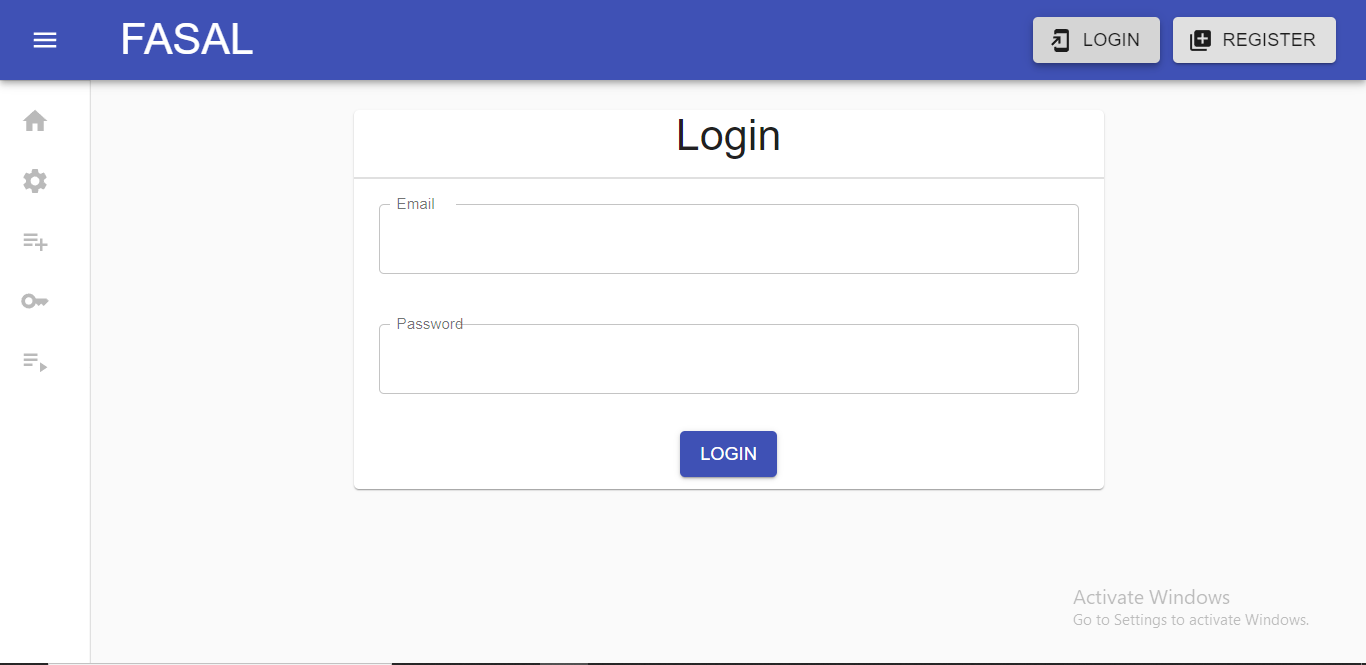 FASAL
LOGIN
REGISTER
Login
Email
Password
LOGIN
Activate Windows
Go to Settings to activate Windows.